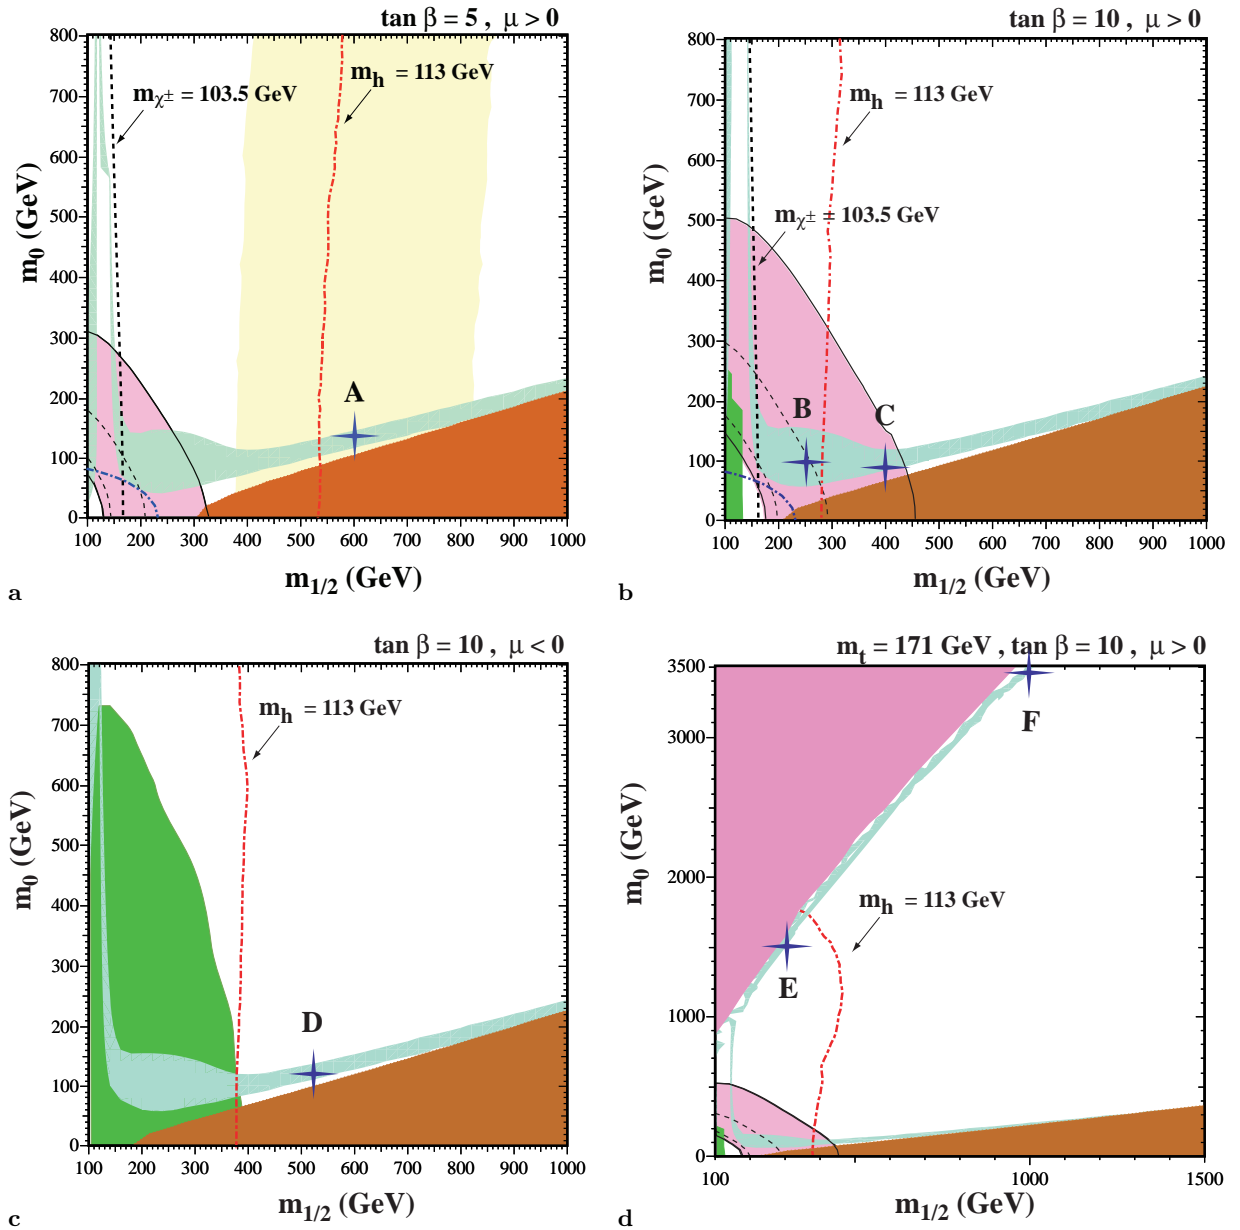 tan β = 5 , μ > 0
800
700
600
500
400
300
200
100
0
m0 (GeV)
mχ± = 103.5 GeV
mh = 113 GeV
A
100 200 300 400 500 600 700 800 900 1000
m1/2 (GeV)
a
tan β = 10 , μ > 0
800
700
600
500
400
300
200
100
0
m0 (GeV)
mh = 113 GeV
mχ± = 103.5 GeV
B
C
100 200 300 400 500 600 700 800 900 1000
m1/2 (GeV)
b
tan β = 10 , μ < 0
800
700
600
500
400
300
200
100
0
m0 (GeV)
mh = 113 GeV
D
100 200 300 400 500 600 700 800 900 1000
m1/2 (GeV)
c
mt = 171 GeV , tan β = 10 , μ > 0
3500
3000
2000
1000
0
m0 (GeV)
F
mh = 113 GeV
E
100 1000 1500
m1/2 (GeV)
d